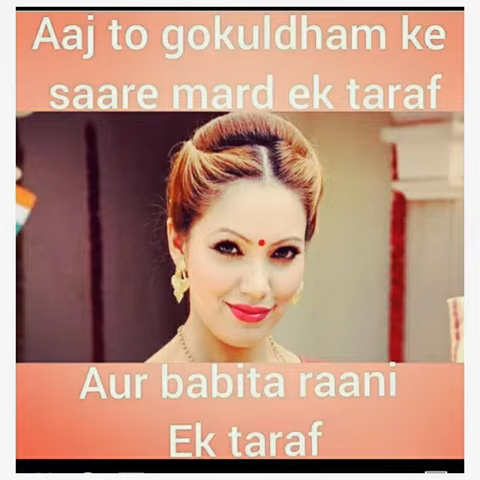 Aaj to gokuldham ke
saare mard ek taraf
Aur babita raani
Ek taraf